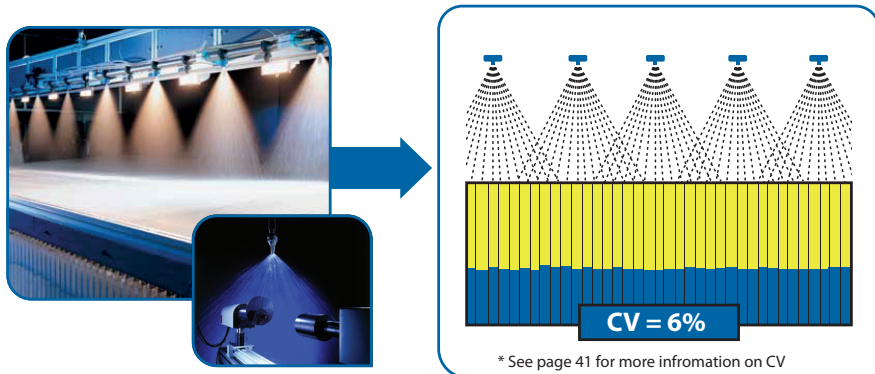 CV = 6%
* See page 41 for more infromation on CV